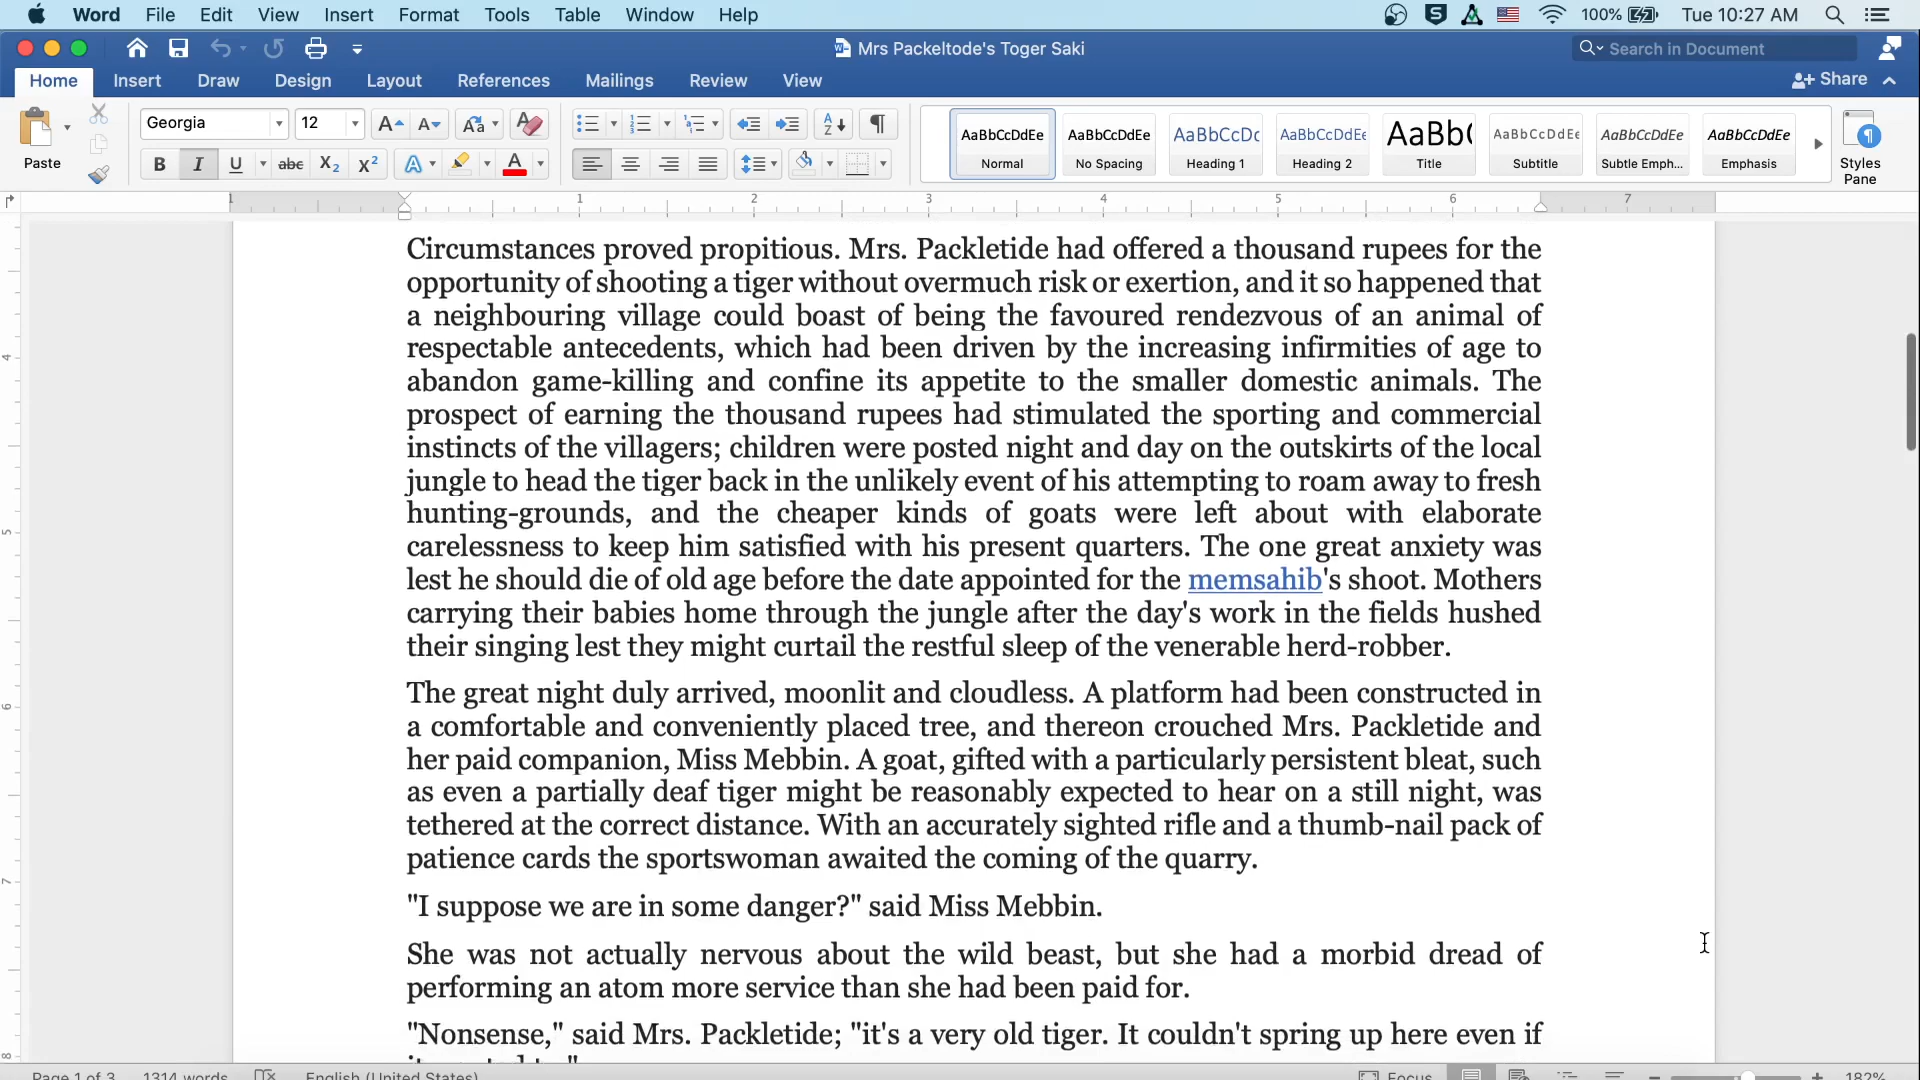 Word File Edit View Insert Format Tools Table Window Help 100% Tue 10:27 AM
Mrs Packeltode's Toger Saki
Search in Document
Home Insert Draw Design Layout References Mailings Review View
Share
Paste
Georgia 12
AaBbCcDdEe AaBbCcDdEe AaBbCcDc AaBbCcDdEe AaBb( AaBbCcDdEe AaBbCcDdEe AaBbCcDdEe
Normal No Spacing Heading 1 Heading 2 Title Subtitle Subtle Emph... Emphasis
Styles
Pane
1 1 2 3 4 5 6 7
Circumstances proved propitious. Mrs. Packletide had offered a thousand rupees for the
opportunity of shooting a tiger without overmuch risk or exertion, and it so happened that
a neighbouring village could boast of being the favoured rendezvous of an animal of
respectable antecedents, which had been driven by the increasing infirmities of age to
abandon game-killing and confine its appetite to the smaller domestic animals. The
prospect of earning the thousand rupees had stimulated the sporting and commercial
instincts of the villagers; children were posted night and day on the outskirts of the local
jungle to head the tiger back in the unlikely event of his attempting to roam away to fresh
hunting-grounds, and the cheaper kinds of goats were left about with elaborate
carelessness to keep him satisfied with his present quarters. The one great anxiety was
lest he should die of old age before the date appointed for the memsahib's shoot. Mothers
carrying their babies home through the jungle after the day's work in the fields hushed
their singing lest they might curtail the restful sleep of the venerable herd-robber.
The great night duly arrived, moonlit and cloudless. A platform had been constructed in
a comfortable and conveniently placed tree, and thereon crouched Mrs. Packletide and
her paid companion, Miss Mebbin. A goat, gifted with a particularly persistent bleat, such
as even a partially deaf tiger might be reasonably expected to hear on a still night, was
tethered at the correct distance. With an accurately sighted rifle and a thumb-nail pack of
patience cards the sportswoman awaited the coming of the quarry.
"I suppose we are in some danger?" said Miss Mebbin.
She was not actually nervous about the wild beast, but she had a morbid dread of
performing an atom more service than she had been paid for.
"Nonsense," said Mrs. Packletide; "it's a very old tiger. It couldn't spring up here even if
Page 1 of 3 1314 words English (United States) Focus 182%